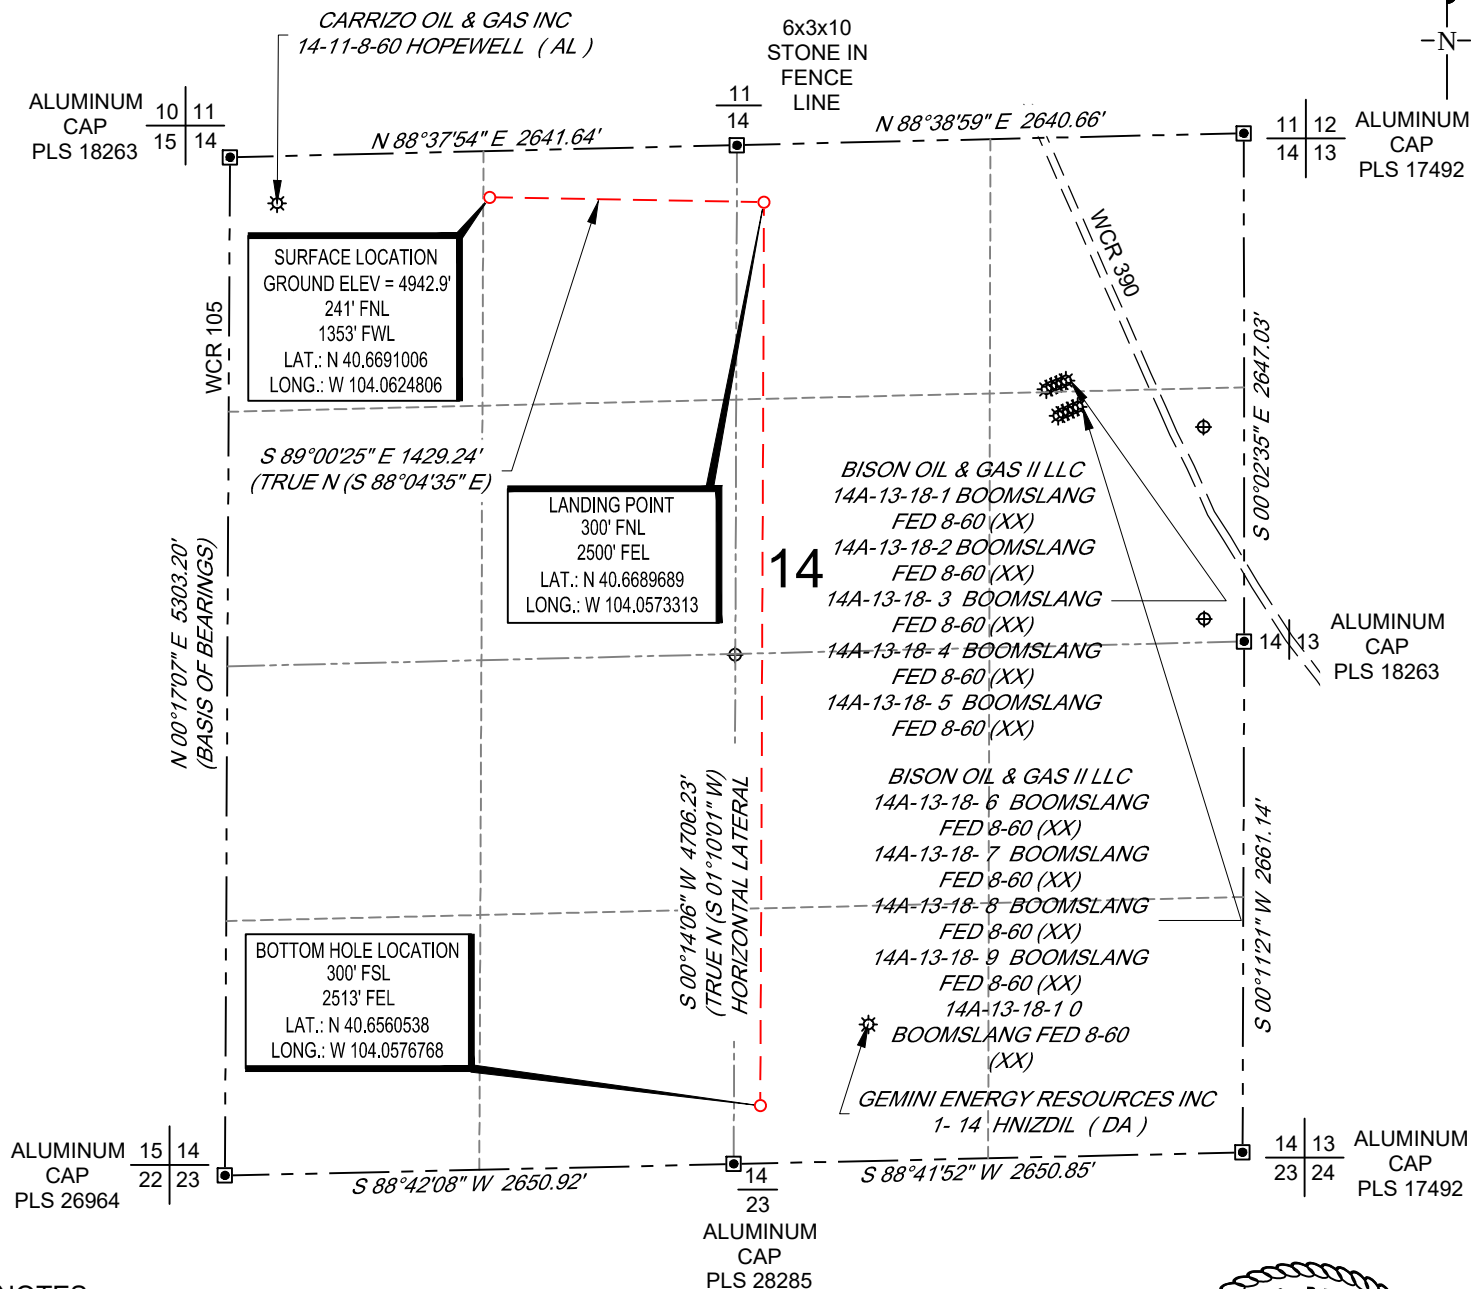 CARRIZO OIL & GAS INC
14-11-8-60 HOPEWELL ( AL )
6x3x10
STONE IN
FENCE
LINE
N
ALUMINUM
CAP
PLS 18263
10 11
15 14
11
14
N 88°37'54" E 2641.64'
N 88°38'59" E 2640.66'
11 12
14 13
ALUMINUM
CAP
PLS 17492
WCR 105
WCR 390
SURFACE LOCATION
GROUND ELEV = 4942.9'
241' FNL
1353' FWL
LAT.: N 40.6691006
LONG.: W 104.0624806
S 00°02'35" E 2647.03'
S 89°00'25" E 1429.24'
(TRUE N (S 88°04'35" E)
LANDING POINT
300' FNL
2500' FEL
LAT.: N 40.6689689
LONG.: W 104.0573313
14
BISON OIL & GAS II LLC
14A-13-18-1 BOOMSLANG
FED 8-60 (XX)
14A-13-18-2 BOOMSLANG
FED 8-60 (XX)
14A-13-18- 3 BOOMSLANG
FED 8-60 (XX)
14A-13-18- 4 BOOMSLANG
FED 8-60 (XX)
14A-13-18- 5 BOOMSLANG
FED 8-60 (XX)
N 00°17'07" E 5303.20'
(BASIS OF BEARINGS)
14 13
ALUMINUM
CAP
PLS 18263
BISON OIL & GAS II LLC
14A-13-18- 6 BOOMSLANG
FED 8-60 (XX)
14A-13-18- 7 BOOMSLANG
FED 8-60 (XX)
14A-13-18- 8 BOOMSLANG
FED 8-60 (XX)
14A-13-18- 9 BOOMSLANG
FED 8-60 (XX)
14A-13-18-1 0
BOOMSLANG FED 8-60
(XX)
S 00°14'06" W 4706.23'
(TRUE N (S 01°10'01" W)
HORIZONTAL LATERAL
S 00°11'21" W 2661.14'
BOTTOM HOLE LOCATION
300' FSL
2513' FEL
LAT.: N 40.6560538
LONG.: W 104.0576768
GEMINI ENERGY RESOURCES INC
1- 14 HNIZDIL ( DA )
ALUMINUM
CAP
PLS 26964
15 14
22 23
S 88°42'08" W 2650.92'
14
23
S 88°41'52" W 2650.85'
14 13
23 24
ALUMINUM
CAP
PLS 17492
ALUMINUM
CAP
PLS 28285